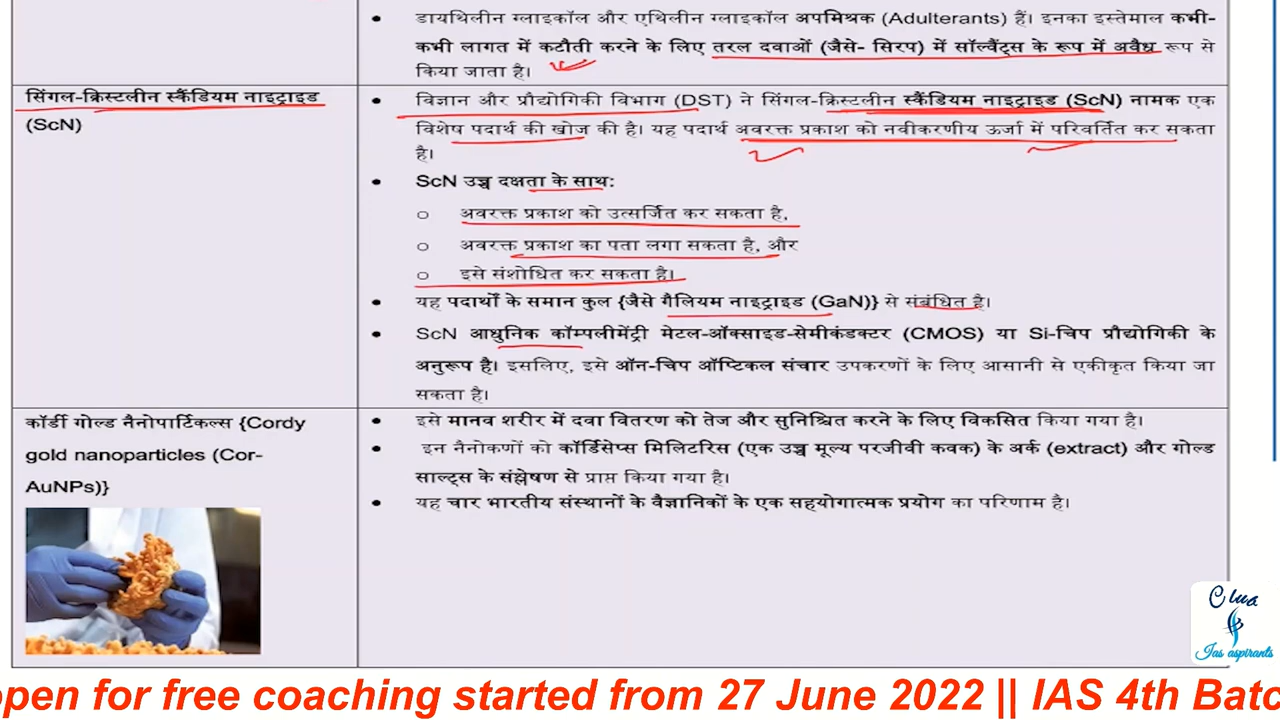 डायथिलीन ग्लाइकॉल और एथिलीन ग्लाइकॉल अपमिश्रक (Adulterants) हैं। इनका इस्तेमाल कभी-
कभी लागत में कटौती करने के लिए तरल दवाओं (जैसे- सिरप) में सॉल्वैंट्स के रूप में अवैध रूप से
किया जाता है।
सिंगल-क्रिस्टलीन स्कैंडियम नाइट्राइड
(ScN)
विज्ञान और प्रौद्योगिकी विभाग (DST) ने सिंगल-क्रिस्टलीन स्कैंडियम नाइट्राइड (ScN) नामक एक
विशेष पदार्थ की खोज की है। यह पदार्थ अवरक्त प्रकाश को नवीकरणीय ऊर्जा में परिवर्तित कर सकता
है।
ScN उच्च दक्षता के साथ:
अवरक्त प्रकाश को उत्सर्जित कर सकता है,
अवरक्त प्रकाश का पता लगा सकता है, और
इसे संशोधित कर सकता है।
यह पदार्थों के समान कुल {जैसे गैलियम नाइट्राइड (GaN)} से संबंधित है।
ScN आधुनिक कॉम्पलीमेंट्री मेटल-ऑक्साइड-सेमीकंडक्टर (CMOS) या Si-चिप प्रौद्योगिकी के
अनुरूप है। इसलिए, इसे ऑन-चिप ऑप्टिकल संचार उपकरणों के लिए आसानी से एकीकृत किया जा
सकता है।
कॉर्डी गोल्ड नैनोपार्टिकल्स {Cordy
gold nanoparticles (Cor-
AuNPs)}
इसे मानव शरीर में दवा वितरण को तेज और सुनिश्चित करने के लिए विकसित किया गया है।
इन नैनोकणों को कॉर्डिसेप्स मिलिटरिस (एक उच्च मूल्य परजीवी कवक) के अर्क (extract) और गोल्ड
साल्ट्स के संश्लेषण से प्राप्त किया गया है।
यह चार भारतीय संस्थानों के वैज्ञानिकों के एक सहयोगात्मक प्रयोग का परिणाम है।
Clua
Ias aspirants
open for free coaching started from 27 June 2022 || IAS 4th Batc